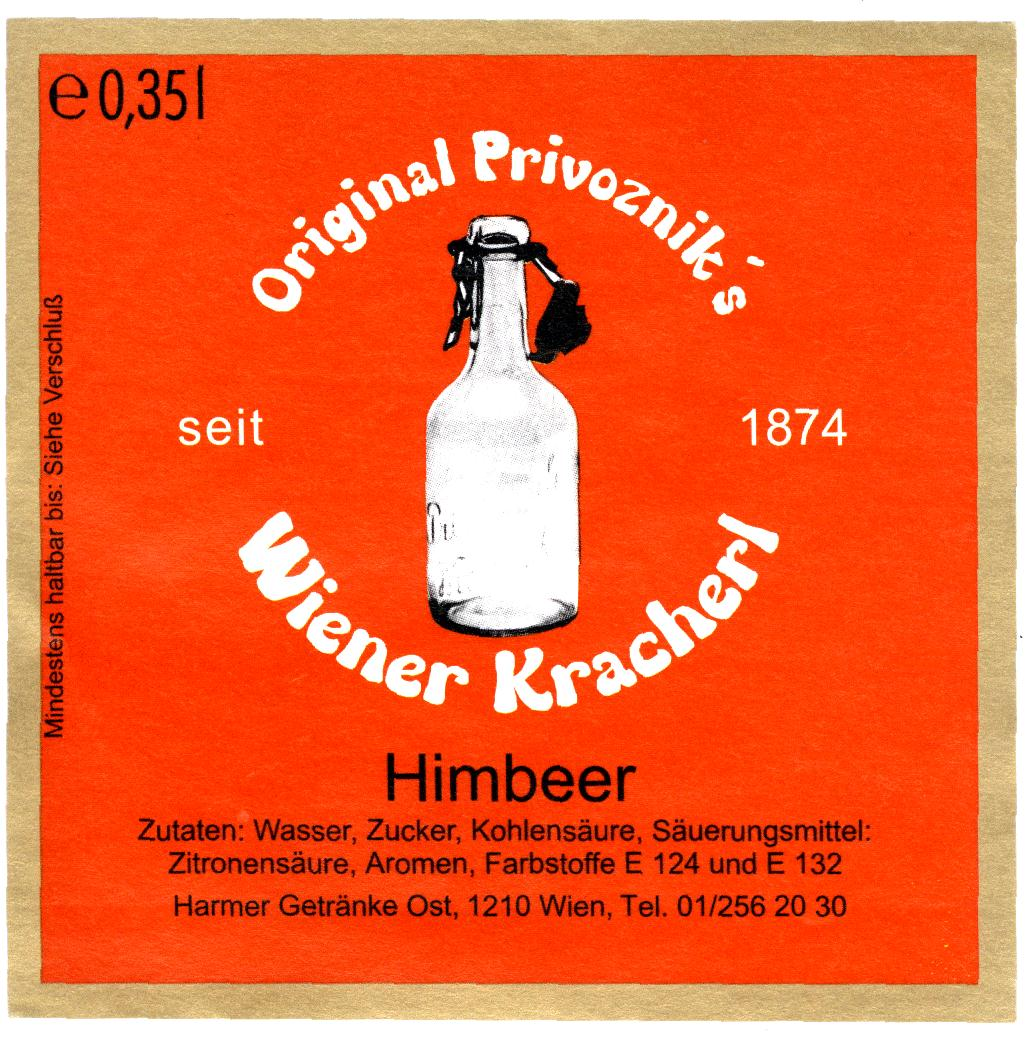 e 0,35 l
Original Privoznik´s
seit 1874
Wiener Kracherl
Himbeer
Zutaten: Wasser, Zucker, Kohlensäure, Säuerungsmittel:
Zitronensäure, Aromen, Farbstoffe E 124 und E 132
Harmer Getränke Ost, 1210 Wien, Tel. 01/256 20 30
Mindestens haltbar bis: Siehe Verschluß